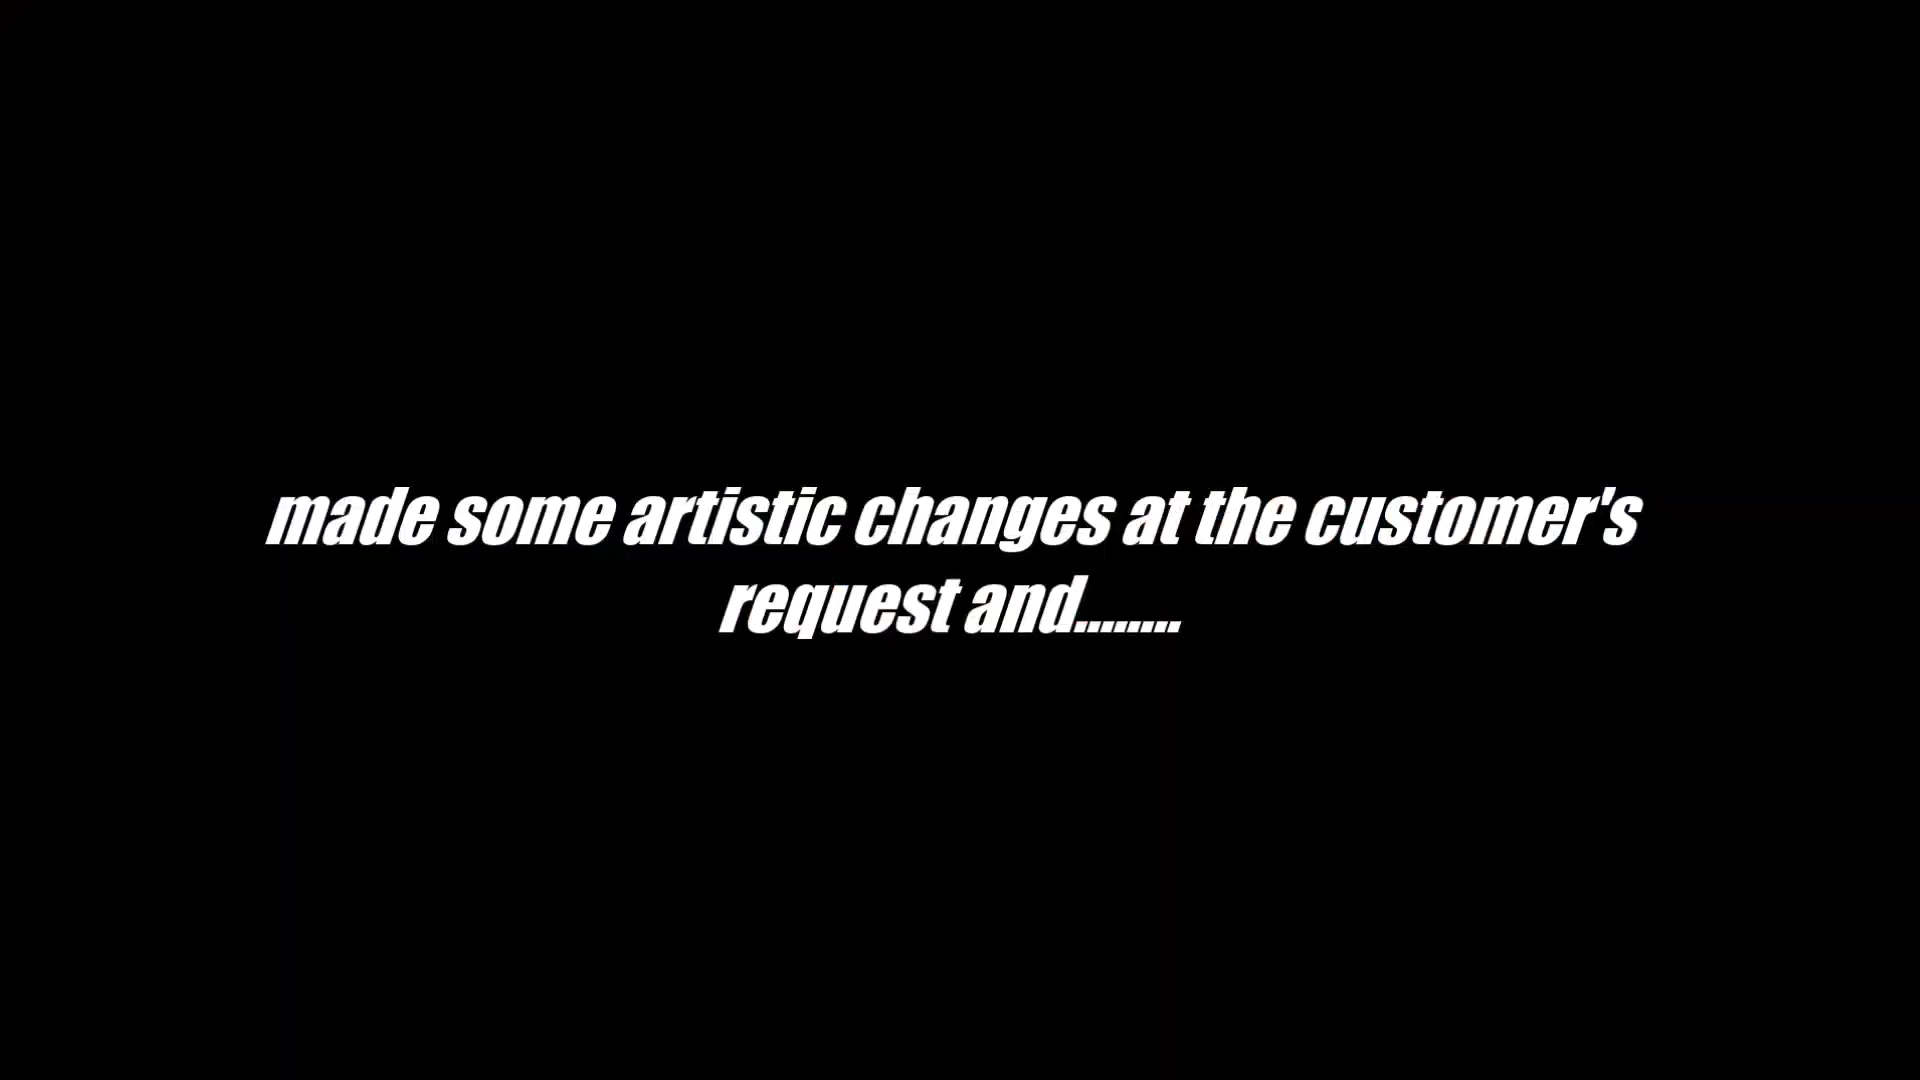 made some artistic changes at the customer's
request and........